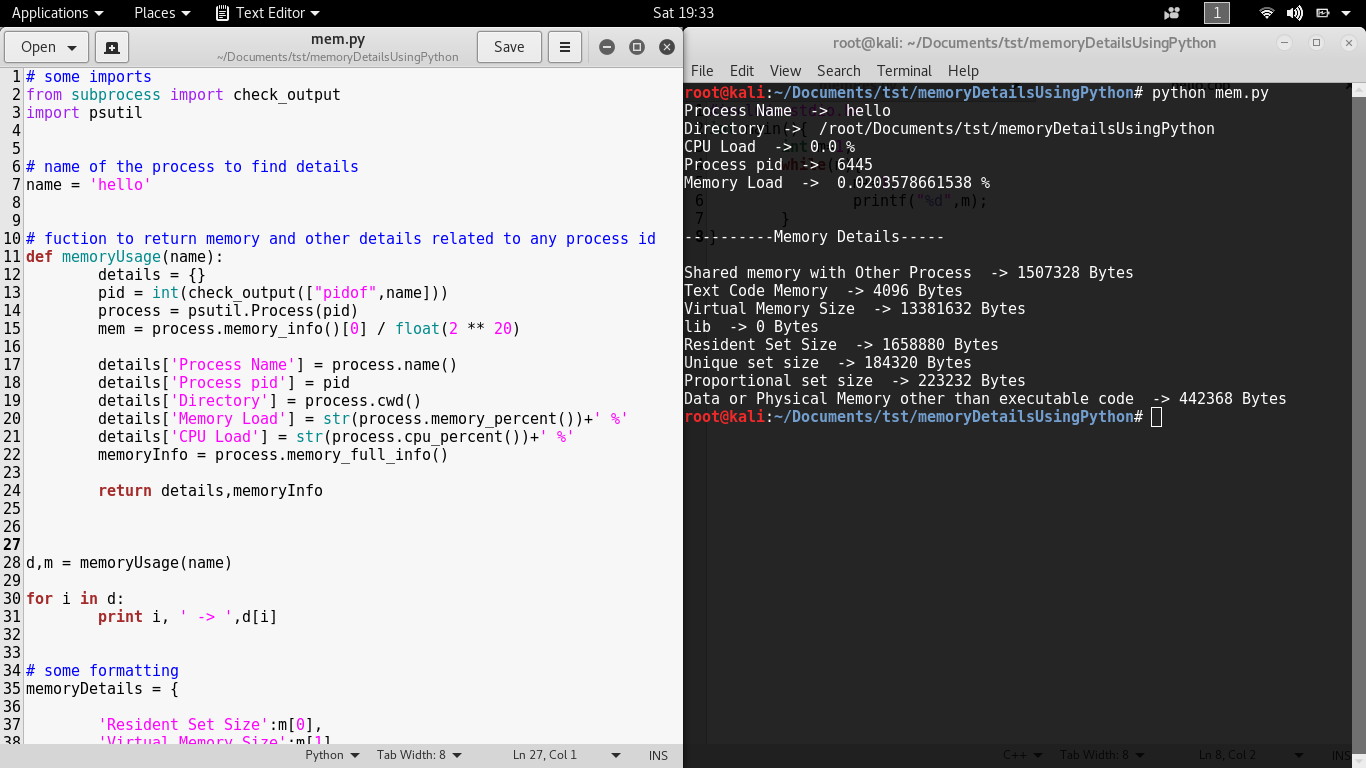 Applications Places Text Editor Sat 19:33 1
Open mem.py Save
~/Documents/tst/memoryDetailsUsingPython
1 # some imports
2 from subprocess import check_output
3 import psutil
4
5
6 # name of the process to find details
7 name = 'hello'
8
9
10 # fuction to return memory and other details related to any process id
11 def memoryUsage(name):
12 details = {}
13 pid = int(check_output(["pidof",name]))
14 process = psutil.Process(pid)
15 mem = process.memory_info()[0] / float(2 ** 20)
16
17 details['Process Name'] = process.name()
18 details['Process pid'] = pid
19 details['Directory'] = process.cwd()
20 details['Memory Load'] = str(process.memory_percent())+' %'
21 details['CPU Load'] = str(process.cpu_percent())+' %'
22 memoryInfo = process.memory_full_info()
23
24 return details,memoryInfo
25
26
27
28 d,m = memoryUsage(name)
29
30 for i in d:
31 print i, ' -> ',d[i]
32
33
34 # some formatting
35 memoryDetails = {
36
37 'Resident Set Size':m[0],
38 'Virtual Memory Size':m[1]
Python Tab Width: 8 Ln 27, Col 1 INS
root@kali: ~/Documents/tst/memoryDetailsUsingPython
File Edit View Search Terminal Help
root@kali:~/Documents/tst/memoryDetailsUsingPython# python mem.py
Process Name -> hello
Directory -> /root/Documents/tst/memoryDetailsUsingPython
CPU Load -> 0.0 %
Process pid -> 6445
Memory Load -> 0.0203578661538 %
6 printf("%d",m);
7 }
----------Memory Details-----
Shared memory with Other Process -> 1507328 Bytes
Text Code Memory -> 4096 Bytes
Virtual Memory Size -> 13381632 Bytes
lib -> 0 Bytes
Resident Set Size -> 1658880 Bytes
Unique set size -> 184320 Bytes
Proportional set size -> 223232 Bytes
Data or Physical Memory other than executable code -> 442368 Bytes
root@kali:~/Documents/tst/memoryDetailsUsingPython#
C++ Tab Width: 8 Ln 8, Col 2 INS